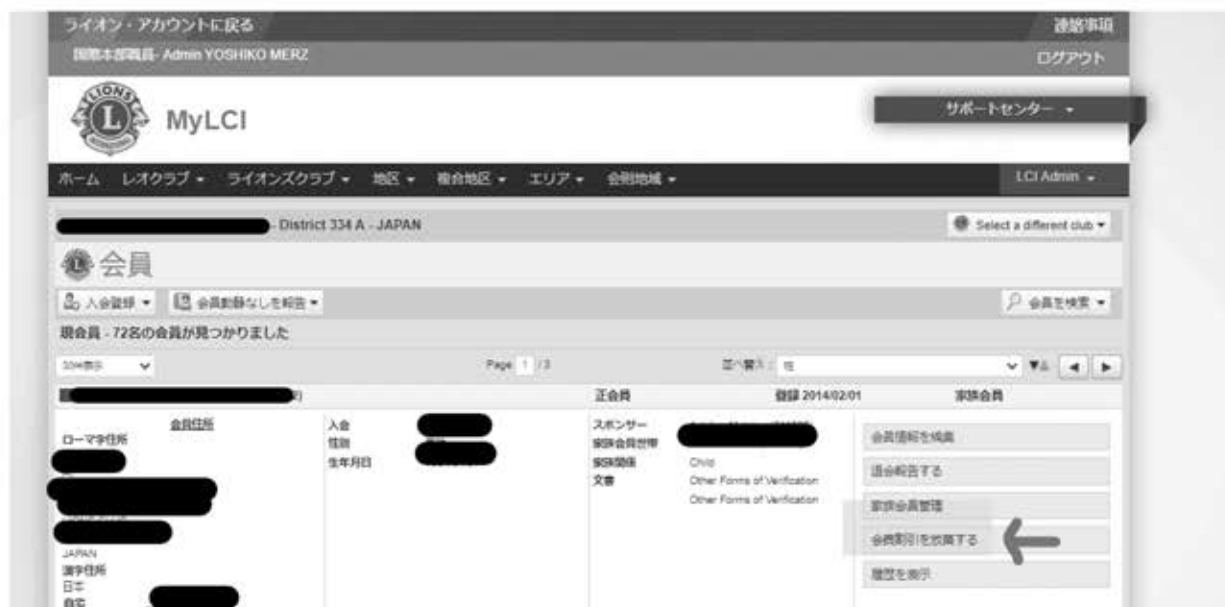 ライオン・アカウントに戻る
連絡事項
国際本部職員- Admin YOSHIKO MERZ
ログアウト
LIONS
L
INTERNATIONAL
MyLCI
サポートセンター
ホーム レオクラブ ライオンズクラブ 地区 複合地区 エリア 会則地域
LCI Admin
- District 334 A - JAPAN
Select a different club
会員
入会登録 会員動静なしを報告
会員を検索
現会員 - 72名の会員が見つかりました
Page 1 /3
並べ替え: 姓
正会員
登録 2014/02/01
家族会員
会員住所
ローマ字住所
JAPAN
漢字住所
日本
自宅
入会
性別
生年月日
スポンサー
家族会員世帯
家族関係
Child
文書
Other Forms of Verification
Other Forms of Verification
会員情報を編集
退会報告する
家族会員管理
会費割引を放棄する
履歴を表示